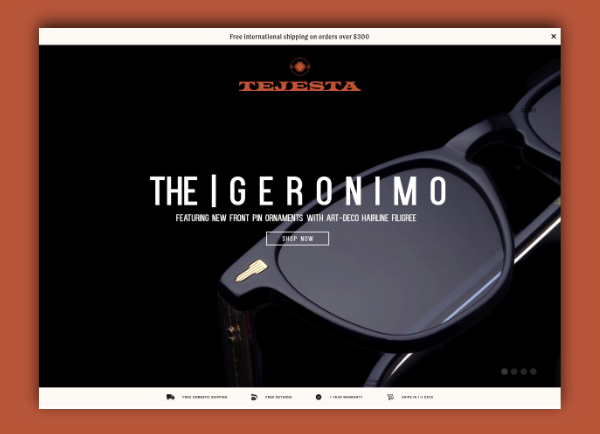 Free international shipping on orders over $300
TEJESTA
THE | GERONIMO
FEATURING NEW FRONT PIN ORNAMENTS WITH ART-DECO HAIRLINE FILIGREE
SHOP NOW
FREE DOMESTIC SHIPPING
FREE RETURNS
1 YEAR WARRANTY
SHIPS IN 1-3 DAYS